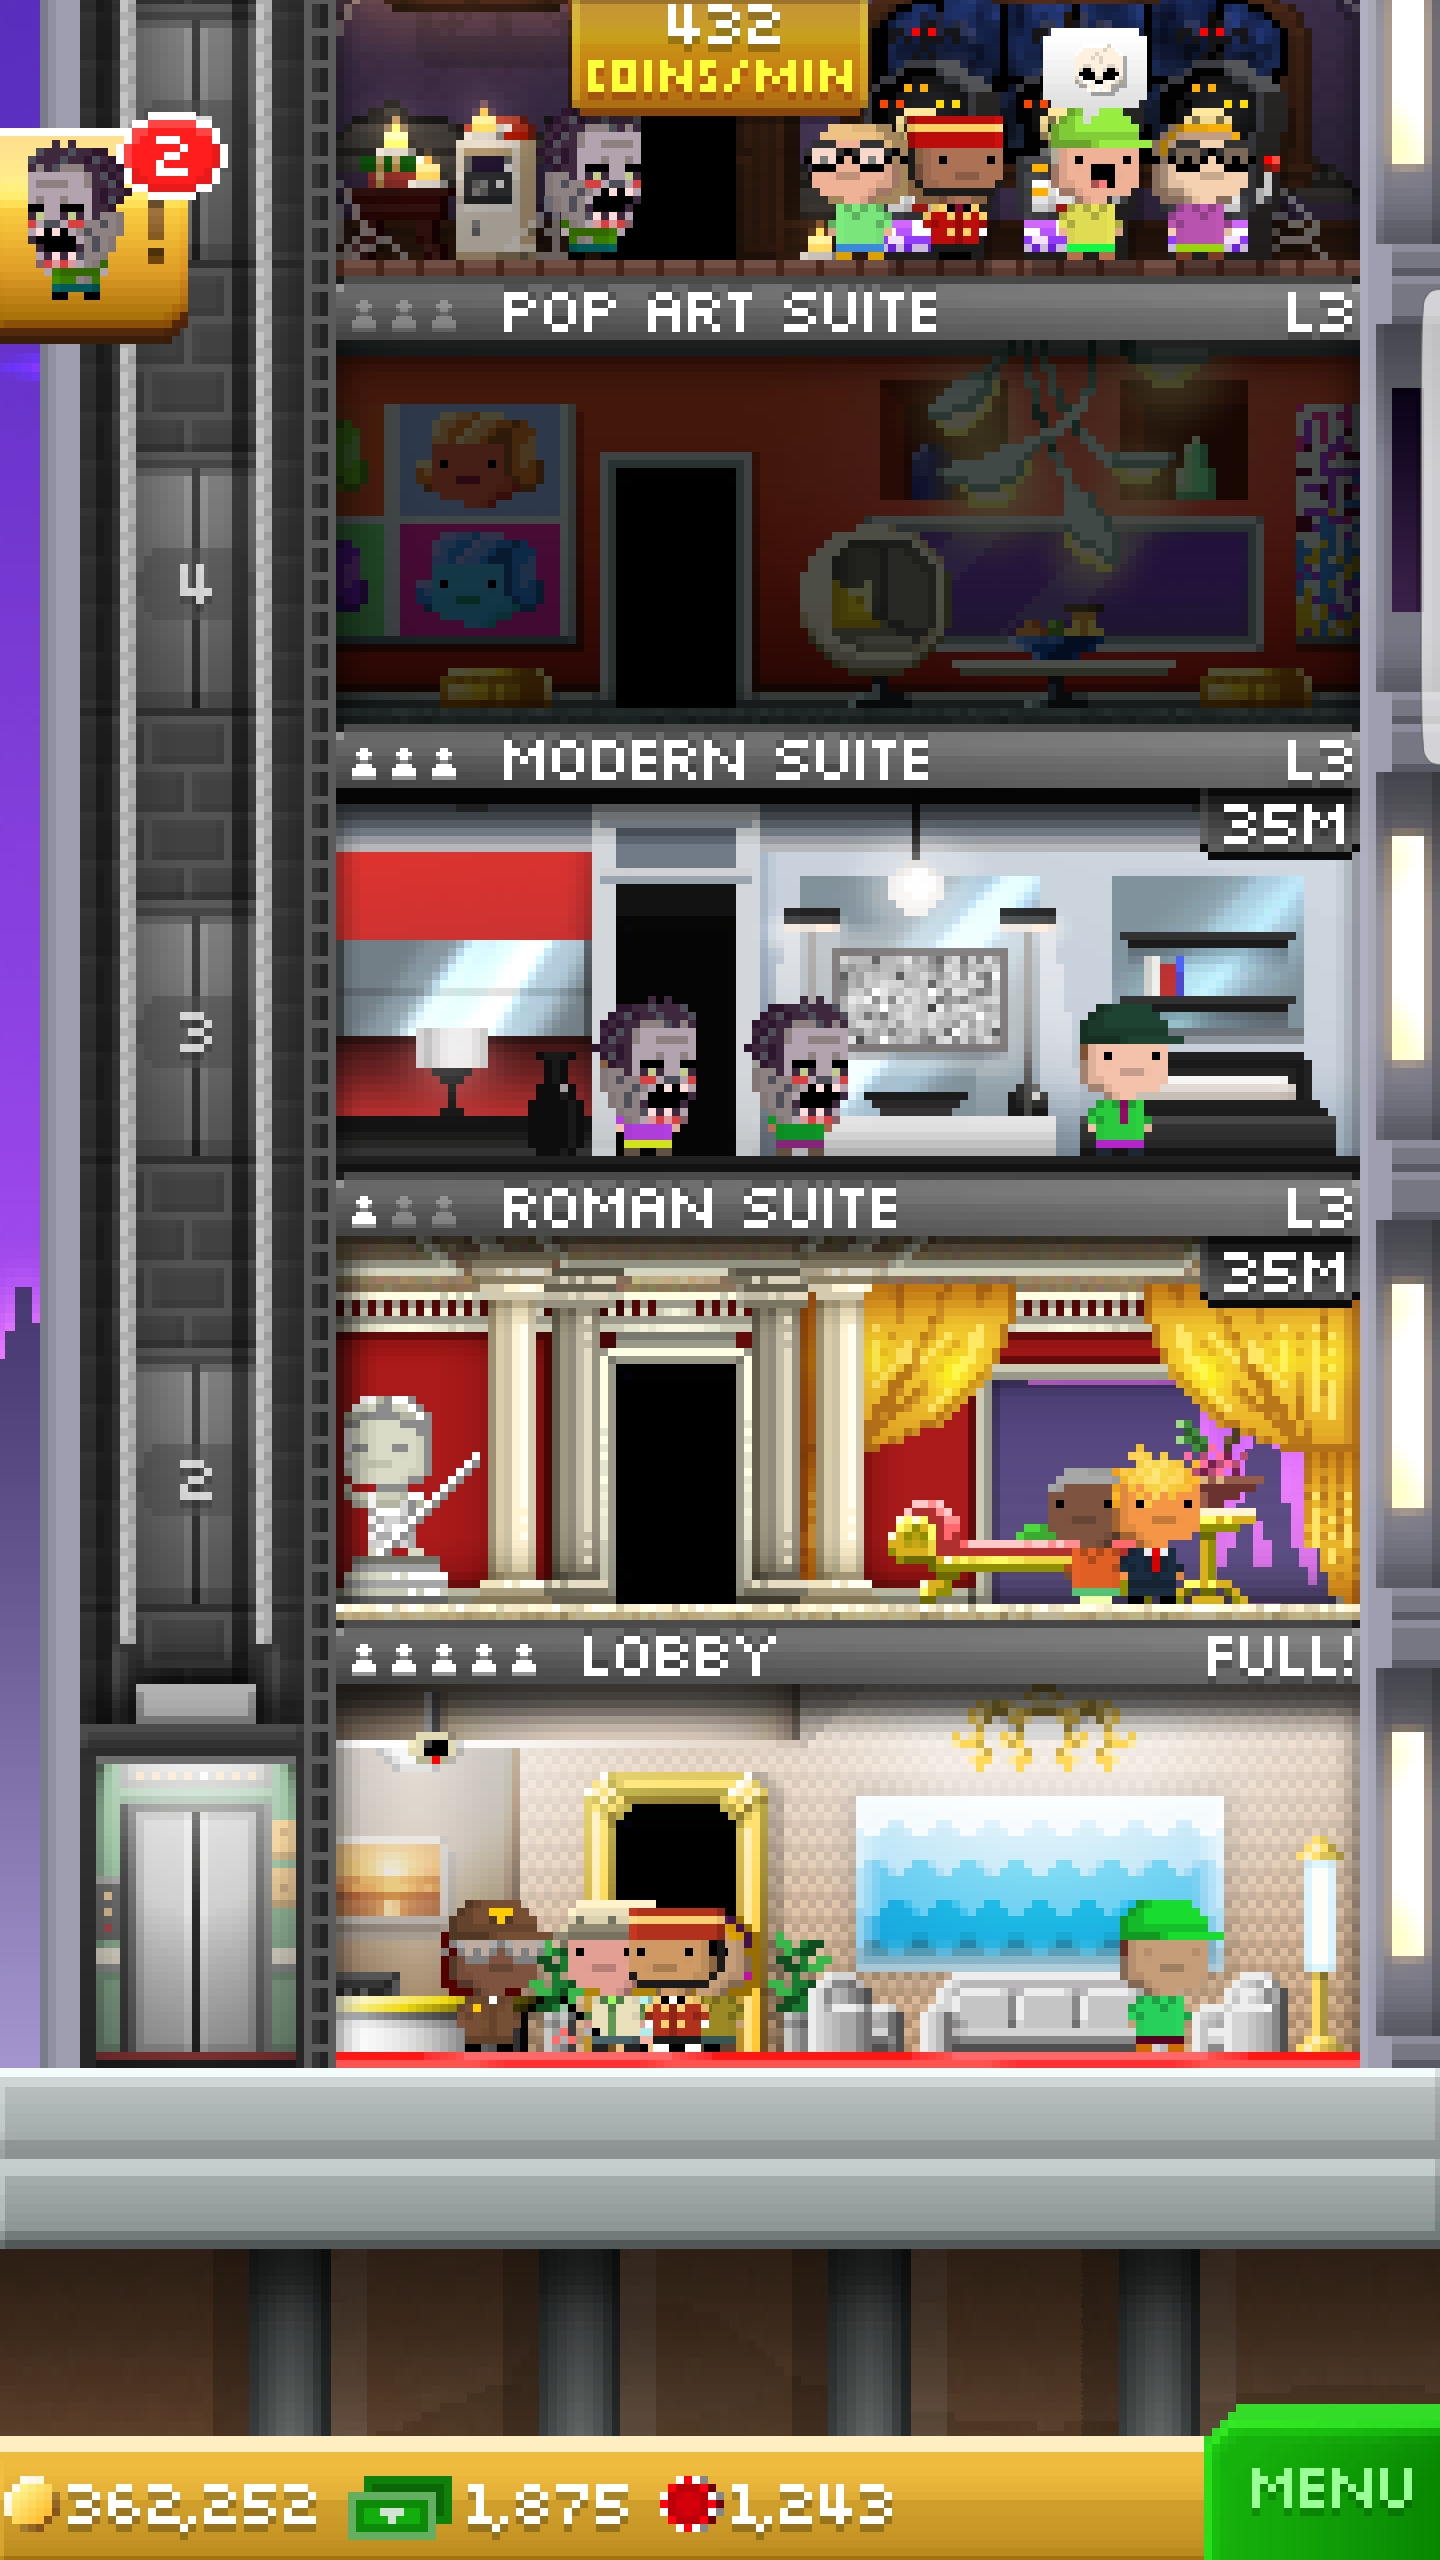 432
COINS/MIN
2
!
POP ART SUITE L3
4
MODERN SUITE L3
35M
3
ROMAN SUITE L3
35M
2
LOBBY FULL!
362,252 1,875 1,243
MENU